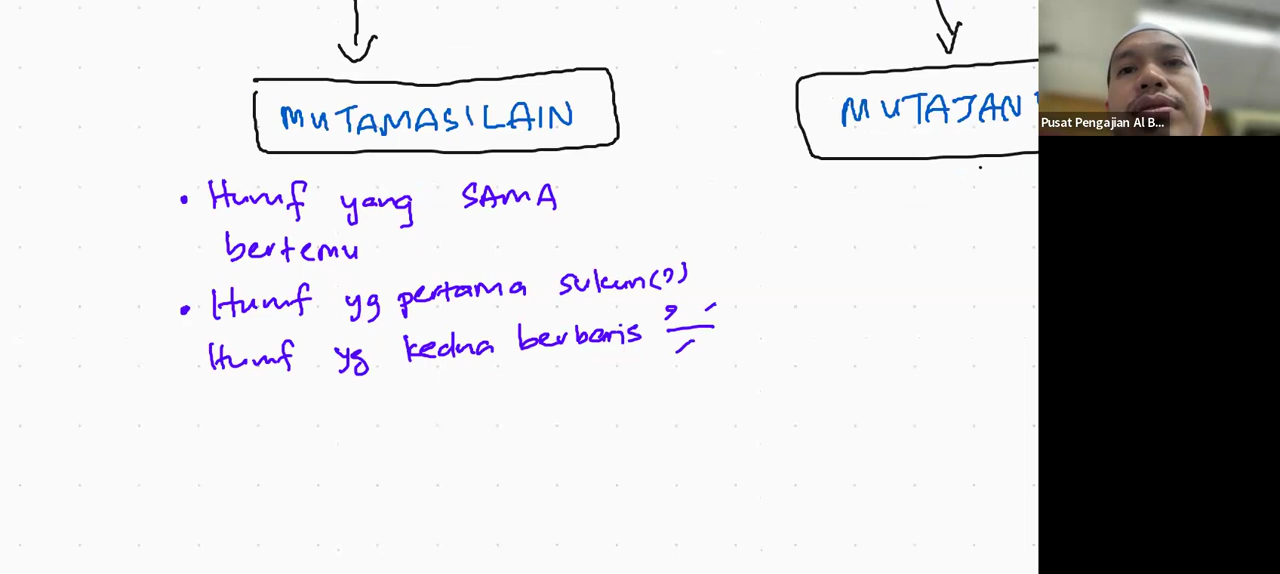 MUTAMASILAIN
MUTAJAN
Pusat Pengajian Al B...
• Huruf yang SAMA
bertemu
• Huruf yg pertama sukun(ْ)
Huruf yg kedua berbaris